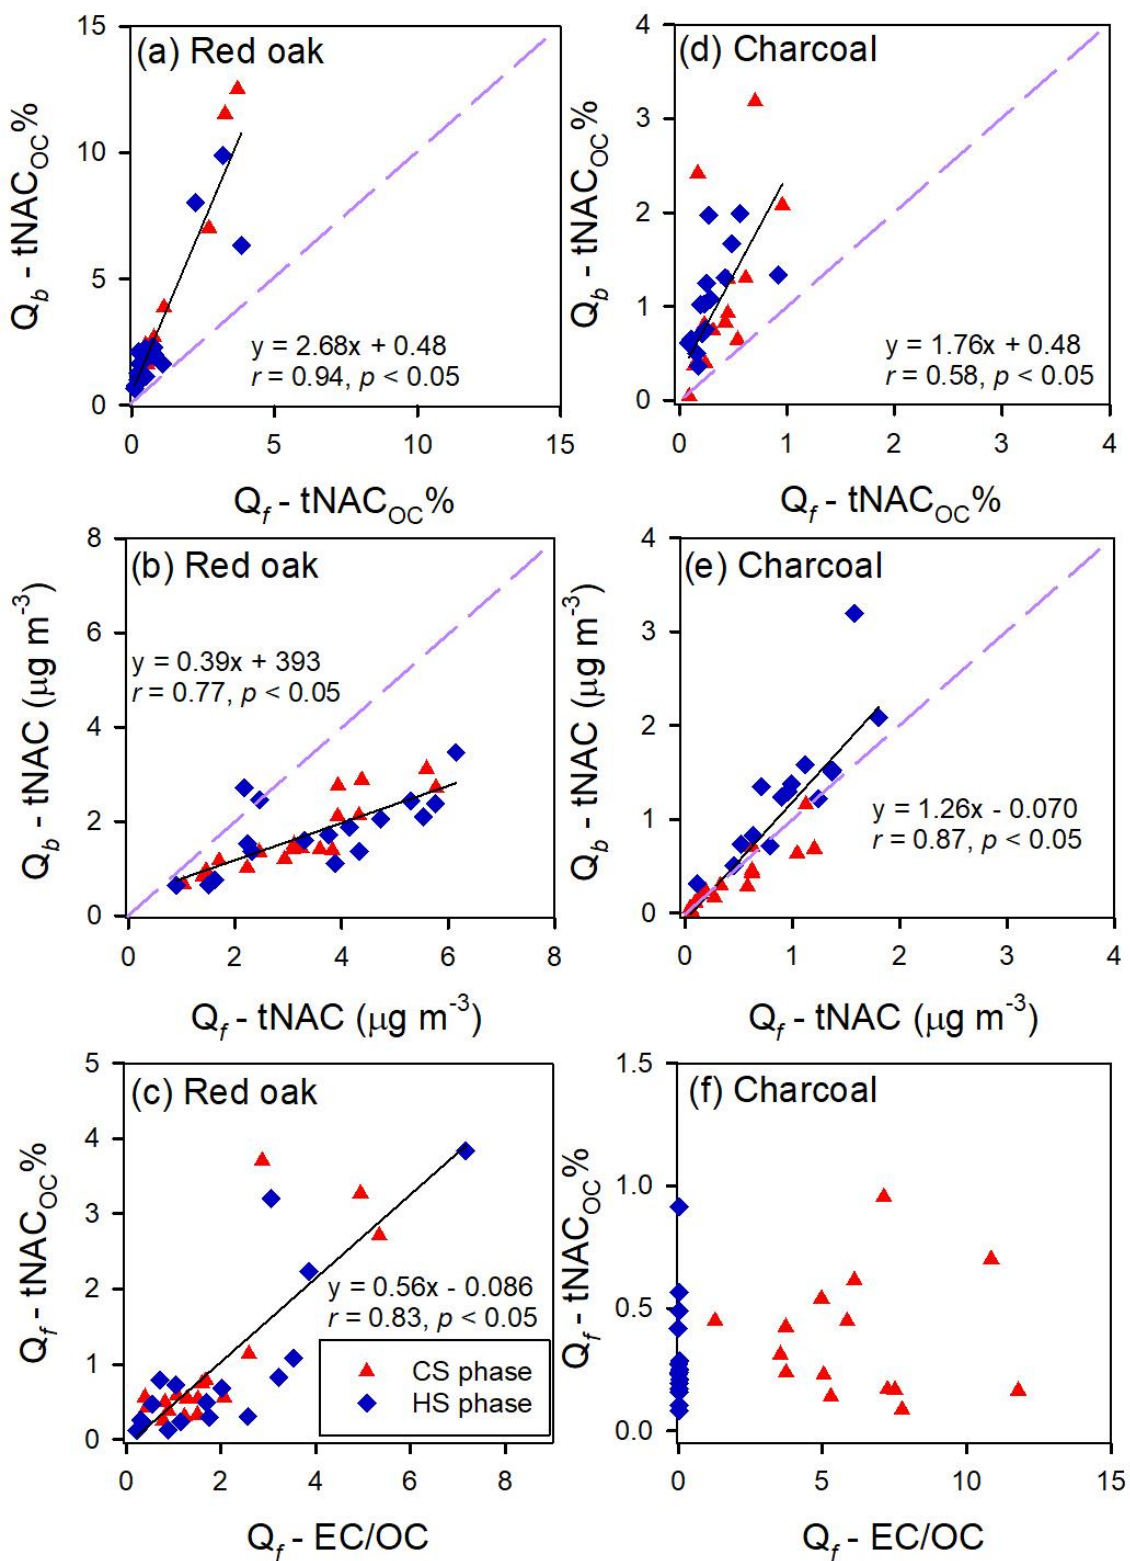 (a) Red oak
Q_b - tNAC_OC%
15
10
5
0
y = 2.68x + 0.48
r = 0.94, p < 0.05
0 5 10 15
Q_f - tNAC_OC%
(d) Charcoal
Q_b - tNAC_OC%
4
3
2
1
0
y = 1.76x + 0.48
r = 0.58, p < 0.05
0 1 2 3 4
Q_f - tNAC_OC%
(b) Red oak
Q_b - tNAC (μg m⁻³)
8
6
4
2
0
y = 0.39x + 393
r = 0.77, p < 0.05
0 2 4 6 8
Q_f - tNAC (μg m⁻³)
(e) Charcoal
Q_b - tNAC (μg m⁻³)
4
3
2
1
0
y = 1.26x - 0.070
r = 0.87, p < 0.05
0 1 2 3 4
Q_f - tNAC (μg m⁻³)
(c) Red oak
Q_f - tNAC_OC%
5
4
3
2
1
0
y = 0.56x - 0.086
r = 0.83, p < 0.05
CS phase
HS phase
0 2 4 6 8
Q_f - EC/OC
(f) Charcoal
Q_f - tNAC_OC%
1.5
1.0
0.5
0.0
0 5 10 15
Q_f - EC/OC